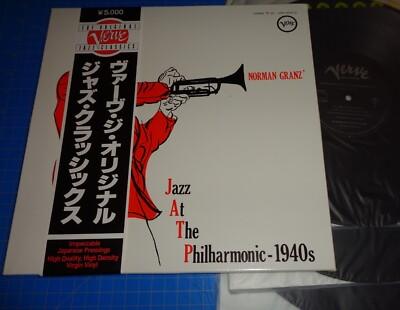 ¥5,000
THE ORIGINAL
Verve
JAZZ CLASSICS
ヴァーヴ・ジ・オリジナル
ジャズ・クラシックス
Impeccable
Japanese Pressings
High Quality, High Density
Virgin Vinyl
Verve
NORMAN GRANZ'
Jazz
At
The
Philharmonic-1940s
Verve